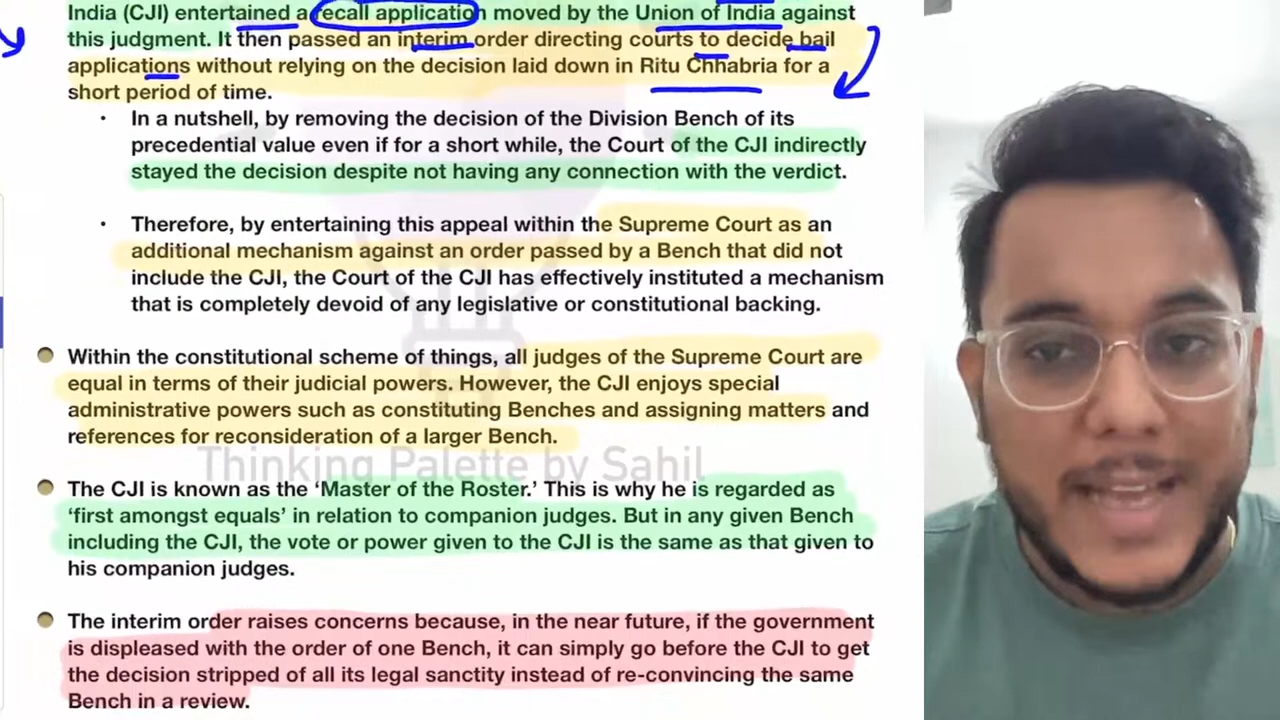 India (CJI) entertained a recall application moved by the Union of India against
this judgment. It then passed an interim order directing courts to decide bail
applications without relying on the decision laid down in Ritu Chhabria for a
short period of time.
• In a nutshell, by removing the decision of the Division Bench of its
precedential value even if for a short while, the Court of the CJI indirectly
stayed the decision despite not having any connection with the verdict.
• Therefore, by entertaining this appeal within the Supreme Court as an
additional mechanism against an order passed by a Bench that did not
include the CJI, the Court of the CJI has effectively instituted a mechanism
that is completely devoid of any legislative or constitutional backing.
Within the constitutional scheme of things, all judges of the Supreme Court are
equal in terms of their judicial powers. However, the CJI enjoys special
administrative powers such as constituting Benches and assigning matters and
references for reconsideration of a larger Bench.
Thinking Palette by Sahil
The CJI is known as the ‘Master of the Roster.’ This is why he is regarded as
‘first amongst equals’ in relation to companion judges. But in any given Bench
including the CJI, the vote or power given to the CJI is the same as that given to
his companion judges.
The interim order raises concerns because, in the near future, if the government
is displeased with the order of one Bench, it can simply go before the CJI to get
the decision stripped of all its legal sanctity instead of re-convincing the same
Bench in a review.